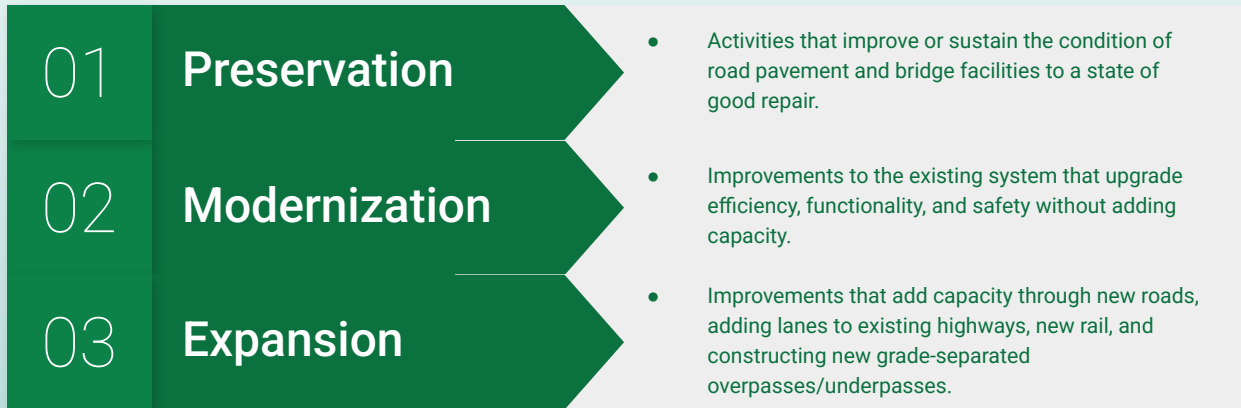 01
Preservation
● Activities that improve or sustain the condition of
road pavement and bridge facilities to a state of
good repair.
02
Modernization
● Improvements to the existing system that upgrade
efficiency, functionality, and safety without adding
capacity.
03
Expansion
● Improvements that add capacity through new roads,
adding lanes to existing highways, new rail, and
constructing new grade-separated
overpasses/underpasses.